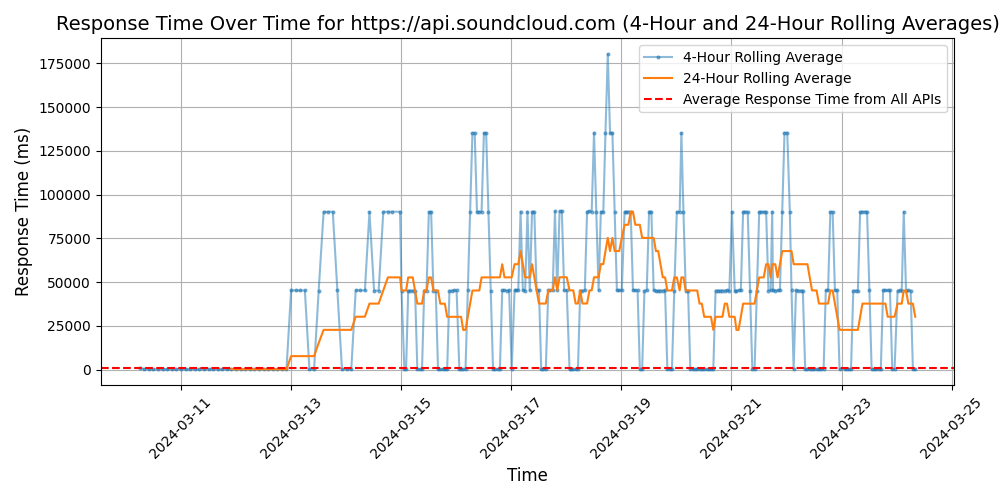 Response Time Over Time for https://api.soundcloud.com (4-Hour and 24-Hour Rolling Averages)
4-Hour Rolling Average
24-Hour Rolling Average
Average Response Time from All APIs
Response Time (ms)
175000
150000
125000
100000
75000
50000
25000
0
2024-03-11
2024-03-13
2024-03-15
2024-03-17
2024-03-19
2024-03-21
2024-03-23
2024-03-25
Time